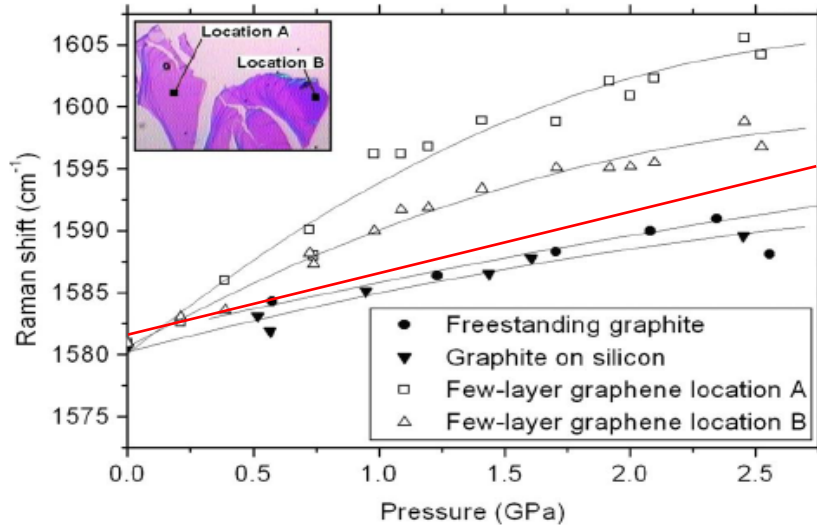 Location A
Location B
1605
1600
1595
1590
1585
1580
1575
Raman shift (cm⁻¹)
Freestanding graphite
Graphite on silicon
Few-layer graphene location A
Few-layer graphene location B
0.0 0.5 1.0 1.5 2.0 2.5
Pressure (GPa)